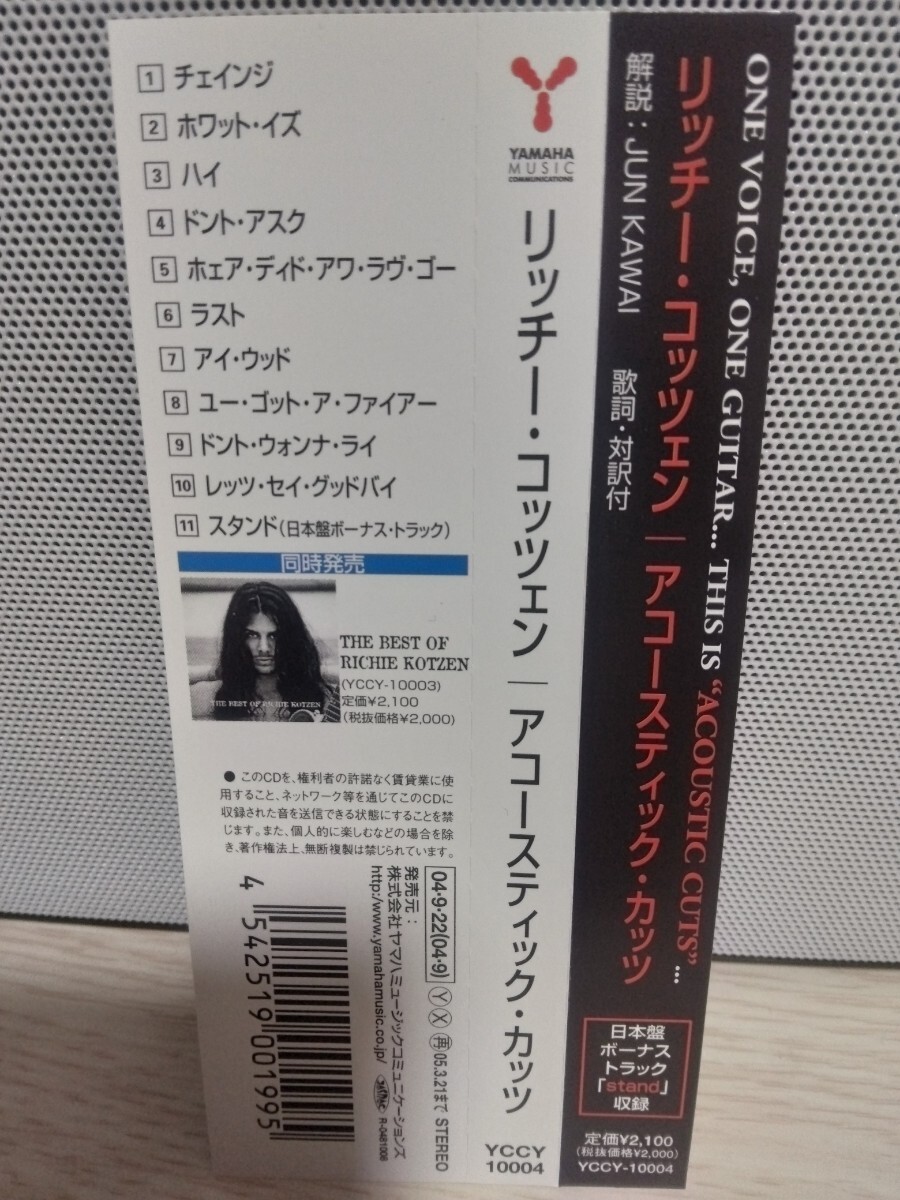 1 チェインジ
2 ホワット・イズ
3 ハイ
4 ドント・アスク
5 ホェア・ディド・アワ・ラヴ・ゴー
6 ラスト
7 アイ・ウッド
8 ユー・ゴット・ア・ファイアー
9 ドント・ウォンナ・ライ
10 レッツ・セイ・グッドバイ
11 スタンド(日本盤ボーナス・トラック)
同時発売
THE BEST OF RICHIE KOTZEN
THE BEST OF
RICHIE KOTZEN
(YCCY-10003)
定価¥2,100
(税抜価格¥2,000)
● このCDを、権利者の許諾なく賃貸業に使
用すること、ネットワーク等を通じてこのCDに
収録された音を送信できる状態にすることを禁
じます。また、個人的に楽しむなどの場合を除
き、著作権法上、無断複製は禁じられています。
04・9・22(04・9) Ⓨ Ⓧ ㊢ 05.3.21まで STEREO
発売元：
株式会社ヤマハミュージックコミュニケーションズ
http:/www.yamahamusic.co.jp/
R-0481008
4 542519 001995
YAMAHA
MUSIC
COMMUNICATIONS
リッチー・コッツェン｜アコースティック・カッツ
YCCY
10004
ONE VOICE, ONE GUITAR... THIS IS "ACOUSTIC CUTS"...
リッチー・コッツェン｜アコースティック・カッツ
解説：JUN KAWAI 歌詞・対訳付
日本盤
ボーナス
トラック
「stand」
収録
定価¥2,100
(税抜価格¥2,000)
YCCY-10004